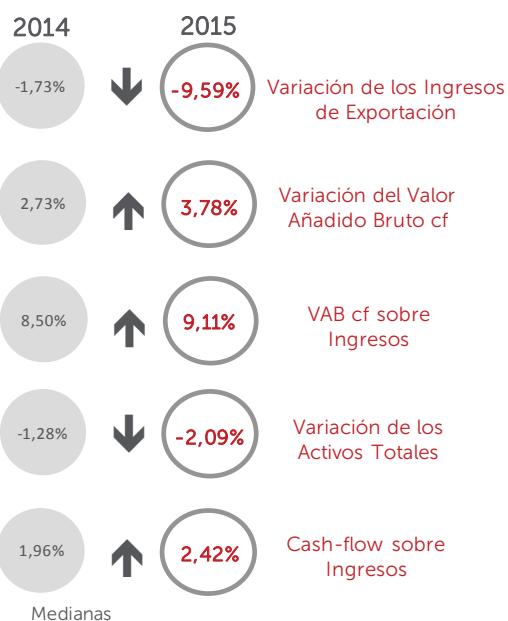 2014 2015
-1,73% -9,59% Variación de los Ingresos
de Exportación
2,73% 3,78% Variación del Valor
Añadido Bruto cf
8,50% 9,11% VAB cf sobre
Ingresos
-1,28% -2,09% Variación de los
Activos Totales
1,96% 2,42% Cash-flow sobre
Ingresos
Medianas